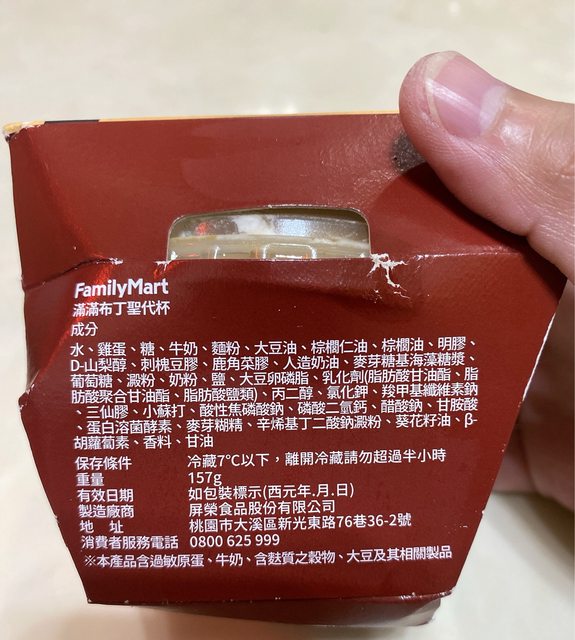 FamilyMart
滿滿布丁聖代杯
成分
水、雞蛋、糖、牛奶、麵粉、大豆油、棕櫚仁油、棕櫚油、明膠、
D-山梨醇、刺槐豆膠、鹿角菜膠、人造奶油、麥芽糖基海藻糖漿、
葡萄糖、澱粉、奶粉、鹽、大豆卵磷脂、乳化劑(脂肪酸甘油酯、脂
肪酸聚合甘油酯、脂肪酸鹽類)、丙二醇、氯化鉀、羧甲基纖維素鈉
、三仙膠、小蘇打、酸性焦磷酸鈉、磷酸二氫鈣、醋酸鈉、甘胺酸
、蛋白溶菌酵素、麥芽糊精、辛烯基丁二酸鈉澱粉、葵花籽油、β-
胡蘿蔔素、香料、甘油
保存條件 冷藏7℃以下，離開冷藏請勿超過半小時
重量 157g
有效日期 如包裝標示(西元年.月.日)
製造廠商 屏榮食品股份有限公司
地 址 桃園市大溪區新光東路76巷36-2號
消費者服務電話 0800 625 999
※本產品含過敏原蛋、牛奶、含麩質之穀物、大豆及其相關製品